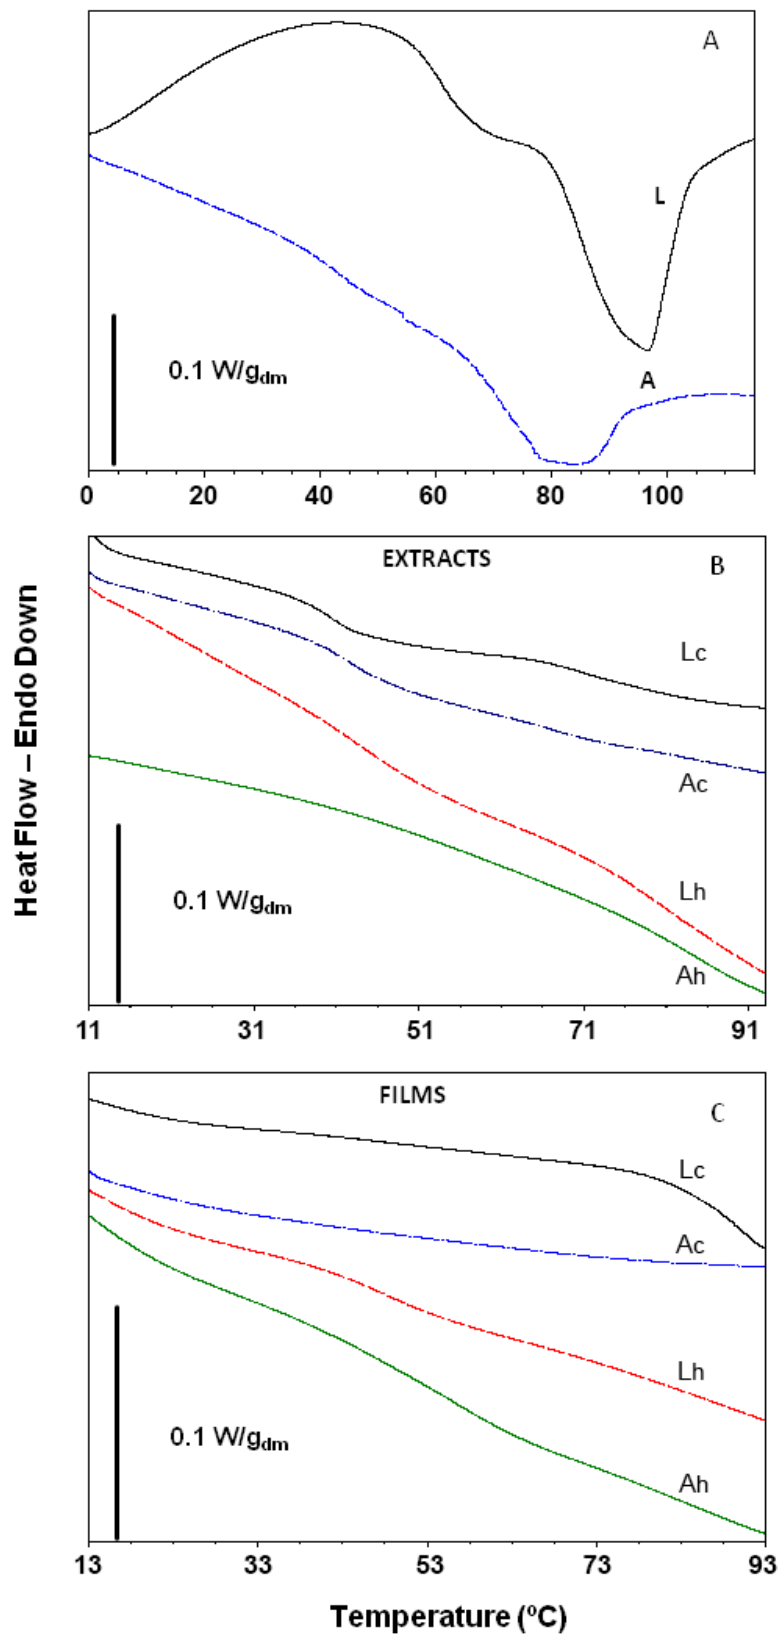 A
L
0.1 W/gdm
A
0 20 40 60 80 100
EXTRACTS B
Lc
Ac
Lh
0.1 W/gdm
Ah
11 31 51 71 91
Heat Flow – Endo Down
FILMS C
Lc
Ac
Lh
0.1 W/gdm
Ah
13 33 53 73 93
Temperature (ºC)